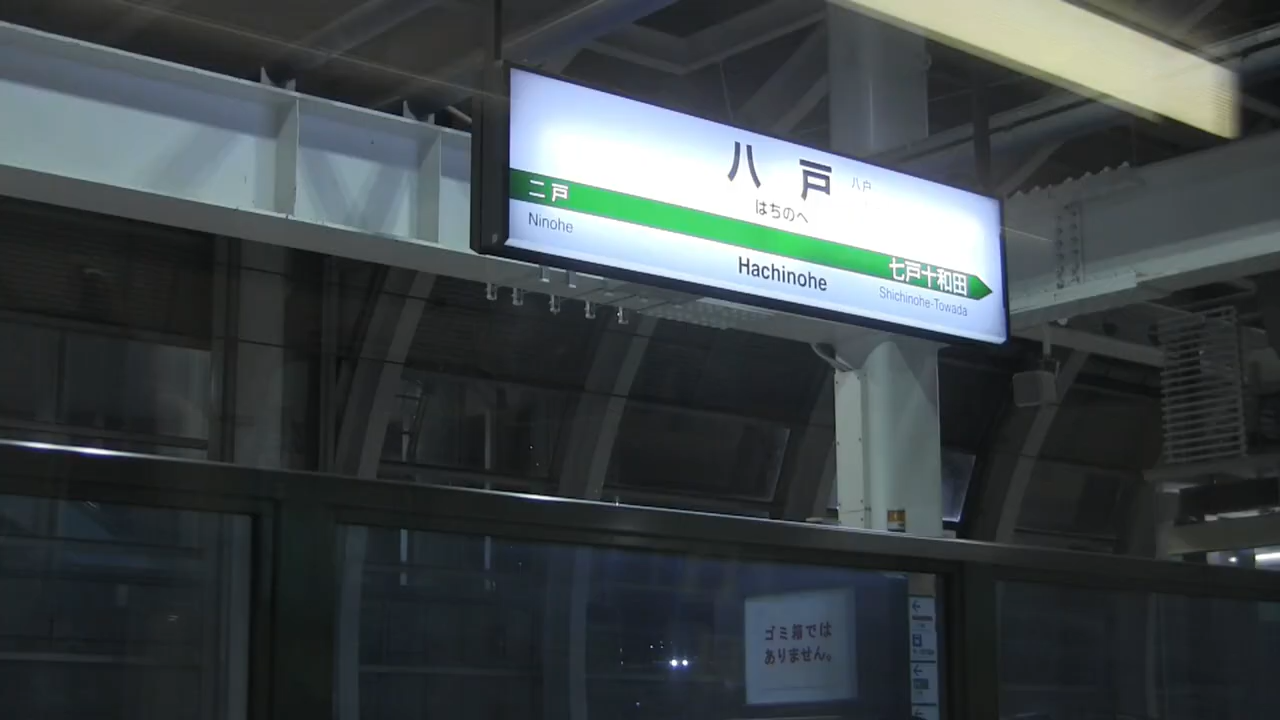 八戸 八户
はちのへ
Hachinohe
二戸
Ninohe
七戸十和田
Shichinohe-Towada
ゴミ箱では
ありません。